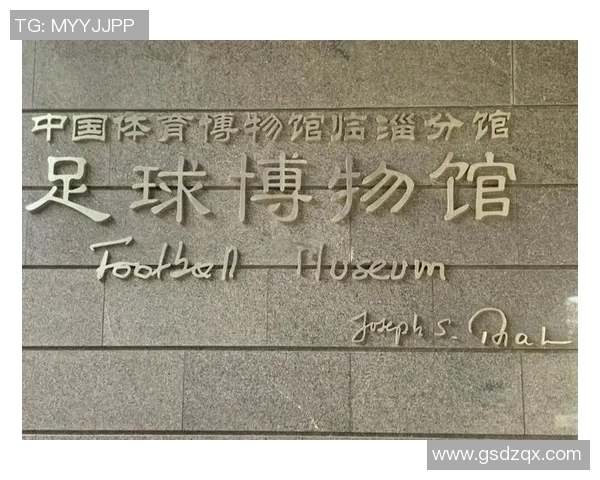 TG: MYYJJPP
中国体育博物馆临淄分馆
足球博物馆
Football Museum
Joseph S. Blatter
www.gsdzqx.com